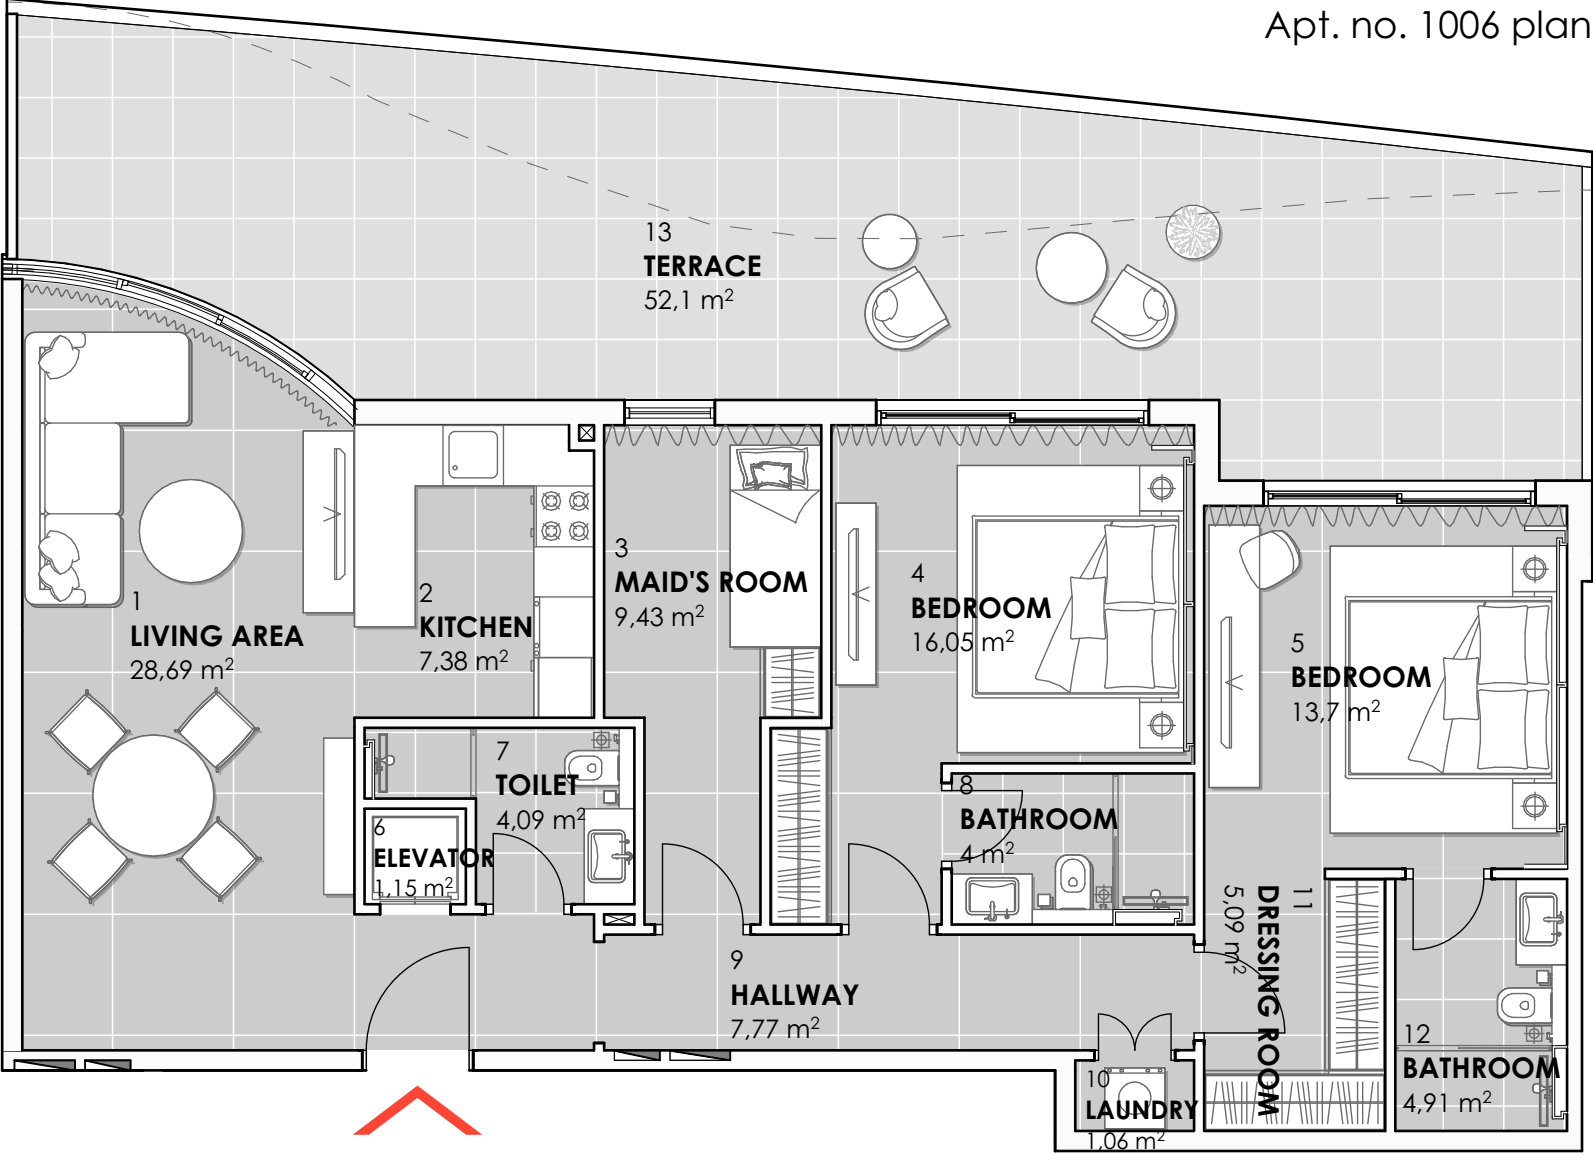 Apt. no. 1006 plan
13
TERRACE
52,1 m²
1
LIVING AREA
28,69 m²
2
KITCHEN
7,38 m²
3
MAID'S ROOM
9,43 m²
4
BEDROOM
16,05 m²
5
BEDROOM
13,7 m²
6
ELEVATOR
1,15 m²
7
TOILET
4,09 m²
8
BATHROOM
4 m²
9
HALLWAY
7,77 m²
10
LAUNDRY
1,06 m²
11
DRESSING ROOM
5,09 m²
12
BATHROOM
4,91 m²